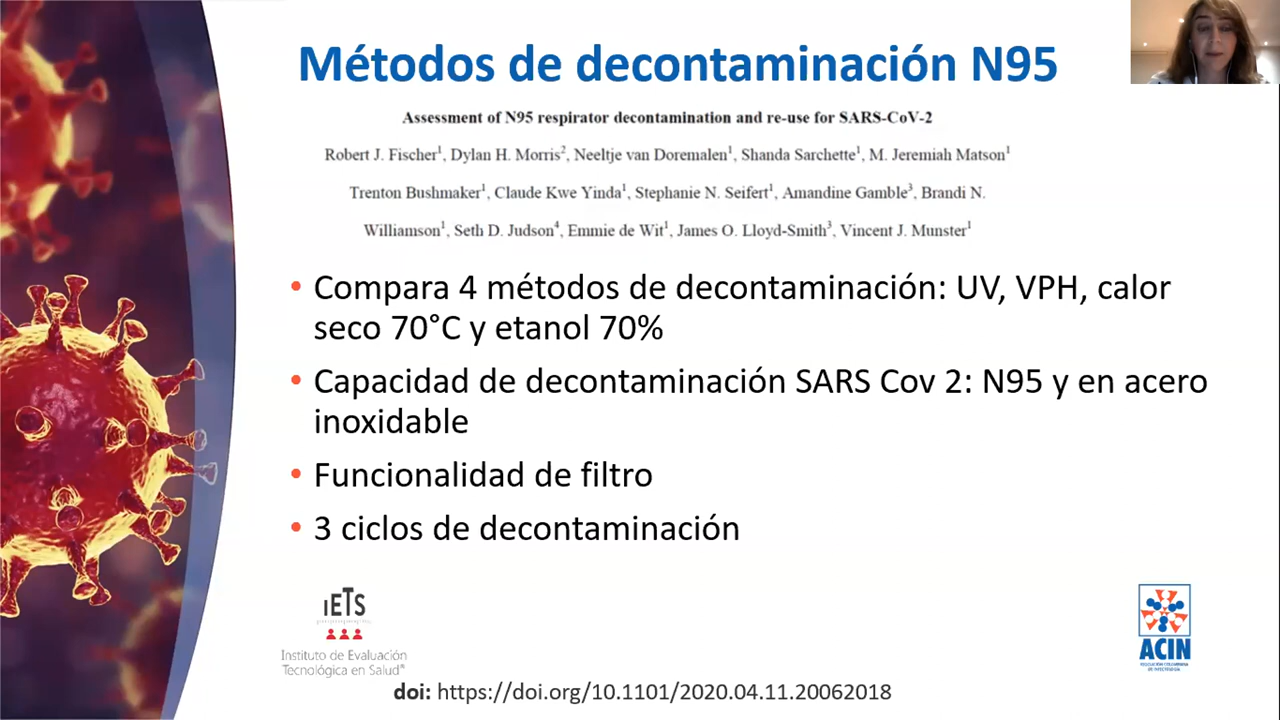 Métodos de decontaminación N95
Assessment of N95 respirator decontamination and re-use for SARS-CoV-2
Robert J. Fischer¹, Dylan H. Morris², Neeltje van Doremalen¹, Shanda Sarchette¹, M. Jeremiah Matson¹
Trenton Bushmaker¹, Claude Kwe Yinda¹, Stephanie N. Seifert¹, Amandine Gamble³, Brandi N.
Williamson¹, Seth D. Judson⁴, Emmie de Wit¹, James O. Lloyd-Smith³, Vincent J. Munster¹
• Compara 4 métodos de decontaminación: UV, VPH, calor
seco 70°C y etanol 70%
• Capacidad de decontaminación SARS Cov 2: N95 y en acero
inoxidable
• Funcionalidad de filtro
• 3 ciclos de decontaminación
IETS
Instituto de Evaluación
Tecnológica en Salud®
ACIN
ASOCIACIÓN COLOMBIANA
DE INFECTOLOGÍA
doi: https://doi.org/10.1101/2020.04.11.20062018